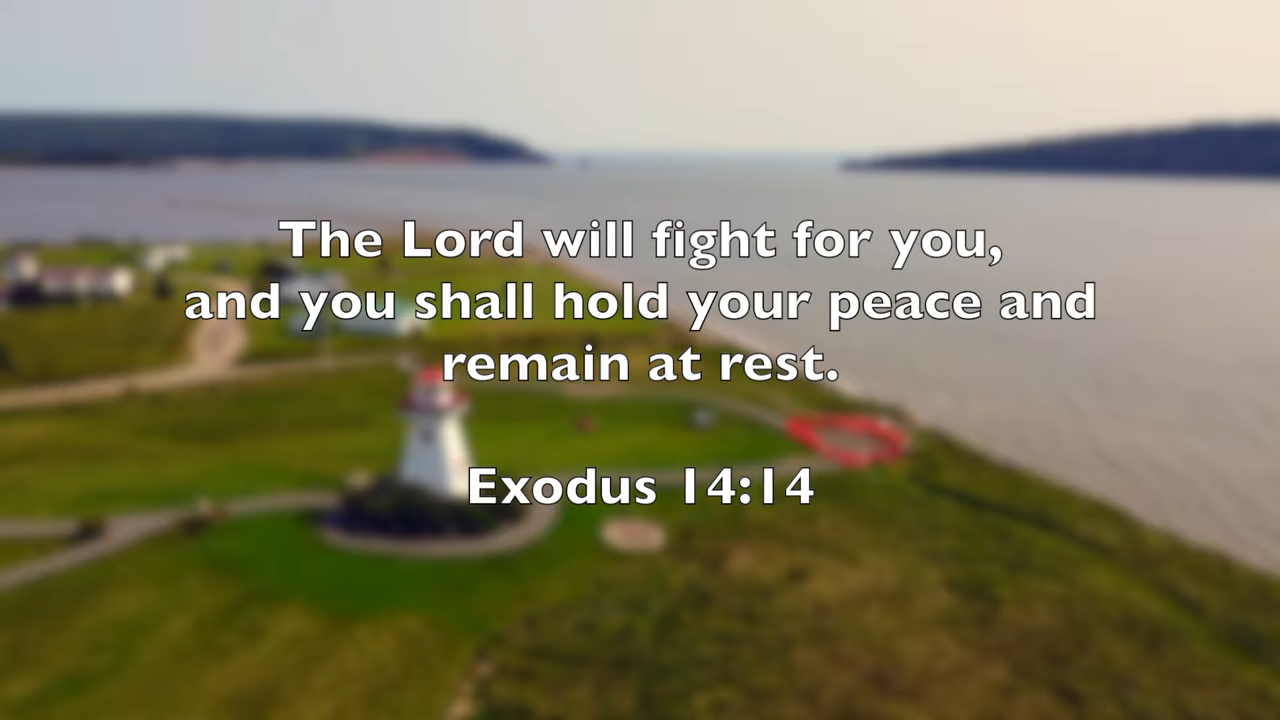 The Lord will fight for you,
and you shall hold your peace and
remain at rest.
Exodus 14:14